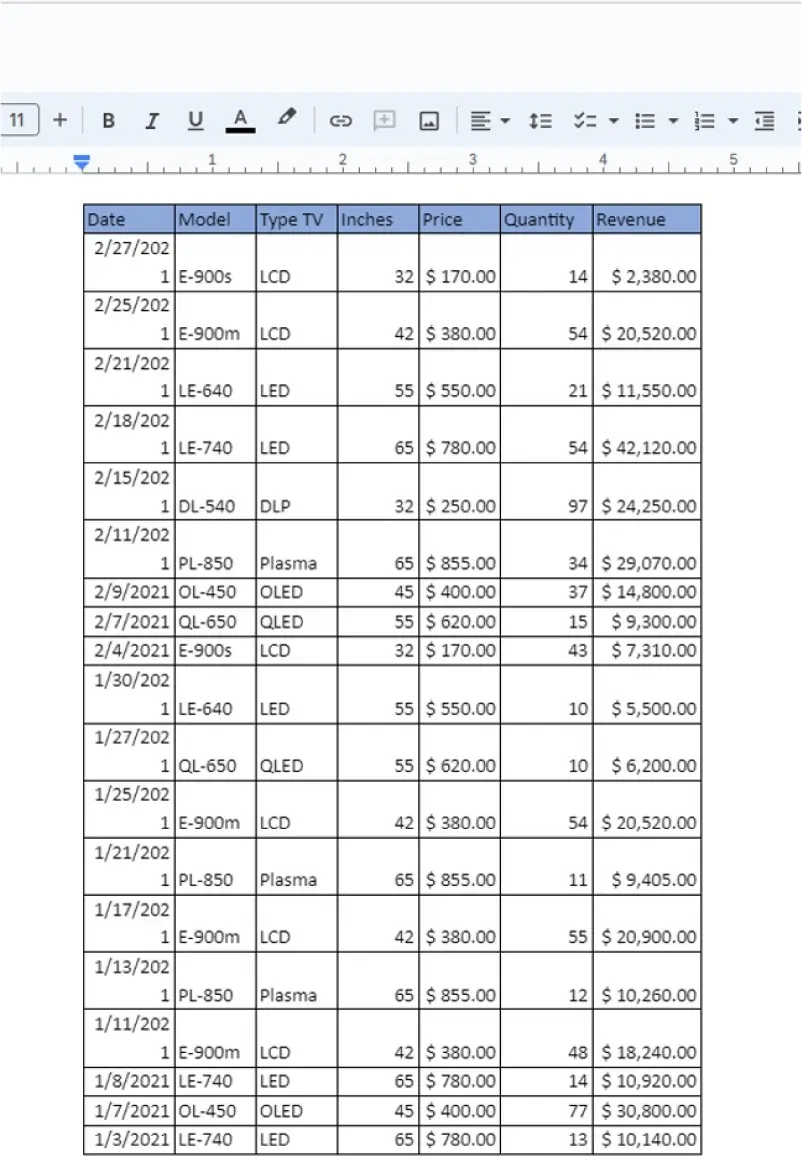 11 + B I U A
1 2 3 4 5
Date Model Type TV Inches Price Quantity Revenue
2/27/202
1 E-900s LCD 32 $ 170.00 14 $ 2,380.00
2/25/202
1 E-900m LCD 42 $ 380.00 54 $ 20,520.00
2/21/202
1 LE-640 LED 55 $ 550.00 21 $ 11,550.00
2/18/202
1 LE-740 LED 65 $ 780.00 54 $ 42,120.00
2/15/202
1 DL-540 DLP 32 $ 250.00 97 $ 24,250.00
2/11/202
1 PL-850 Plasma 65 $ 855.00 34 $ 29,070.00
2/9/2021 OL-450 OLED 45 $ 400.00 37 $ 14,800.00
2/7/2021 QL-650 QLED 55 $ 620.00 15 $ 9,300.00
2/4/2021 E-900s LCD 32 $ 170.00 43 $ 7,310.00
1/30/202
1 LE-640 LED 55 $ 550.00 10 $ 5,500.00
1/27/202
1 QL-650 QLED 55 $ 620.00 10 $ 6,200.00
1/25/202
1 E-900m LCD 42 $ 380.00 54 $ 20,520.00
1/21/202
1 PL-850 Plasma 65 $ 855.00 11 $ 9,405.00
1/17/202
1 E-900m LCD 42 $ 380.00 55 $ 20,900.00
1/13/202
1 PL-850 Plasma 65 $ 855.00 12 $ 10,260.00
1/11/202
1 E-900m LCD 42 $ 380.00 48 $ 18,240.00
1/8/2021 LE-740 LED 65 $ 780.00 14 $ 10,920.00
1/7/2021 OL-450 OLED 45 $ 400.00 77 $ 30,800.00
1/3/2021 LE-740 LED 65 $ 780.00 13 $ 10,140.00